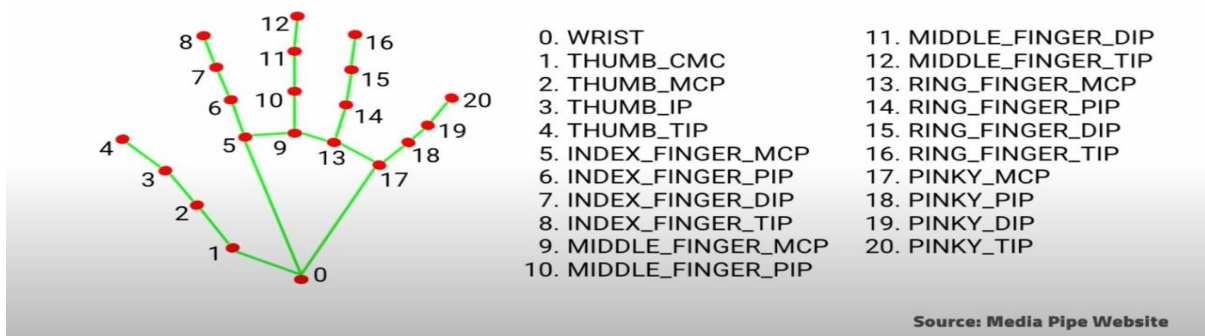 12
8
16
11
7
15
6
10
20
14
19
4
5
9
13
18
3
17
2
1
0
0. WRIST
1. THUMB_CMC
2. THUMB_MCP
3. THUMB_IP
4. THUMB_TIP
5. INDEX_FINGER_MCP
6. INDEX_FINGER_PIP
7. INDEX_FINGER_DIP
8. INDEX_FINGER_TIP
9. MIDDLE_FINGER_MCP
10. MIDDLE_FINGER_PIP
11. MIDDLE_FINGER_DIP
12. MIDDLE_FINGER_TIP
13. RING_FINGER_MCP
14. RING_FINGER_PIP
15. RING_FINGER_DIP
16. RING_FINGER_TIP
17. PINKY_MCP
18. PINKY_PIP
19. PINKY_DIP
20. PINKY_TIP
Source: Media Pipe Website